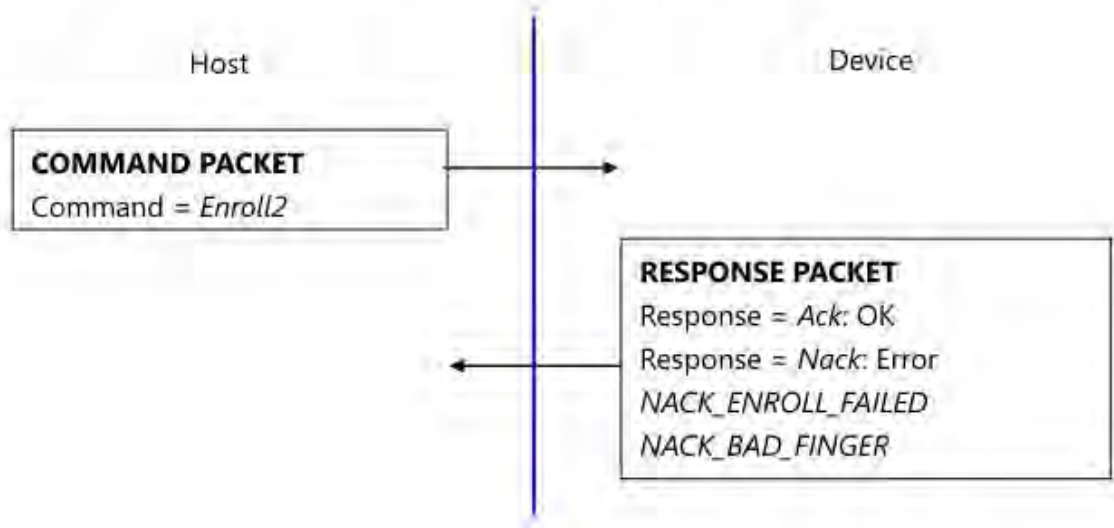 Host
Device
COMMAND PACKET
Command = Enroll2
RESPONSE PACKET
Response = Ack: OK
Response = Nack: Error
NACK_ENROLL_FAILED
NACK_BAD_FINGER